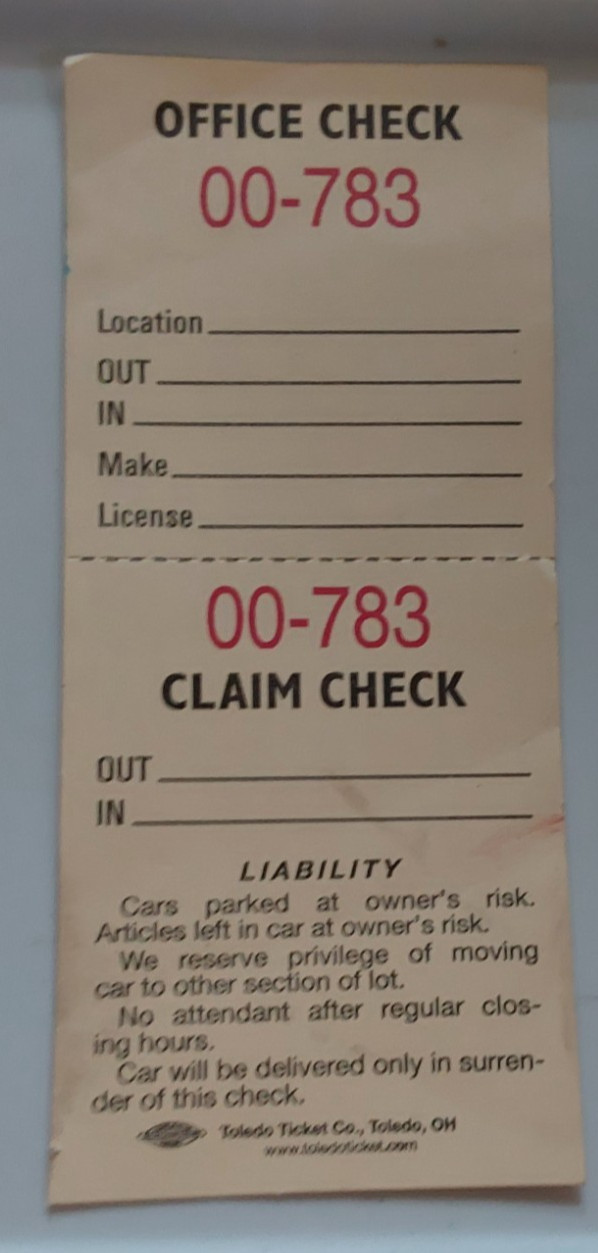 OFFICE CHECK
00-783
Location
OUT
IN
Make
License
00-783
CLAIM CHECK
OUT
IN
LIABILITY
Cars parked at owner's risk.
Articles left in car at owner's risk.
We reserve privilege of moving
car to other section of lot.
No attendant after regular clos-
ing hours.
Car will be delivered only in surren-
der of this check.
Toledo Ticket Co., Toledo, OH
www.toledoticket.com